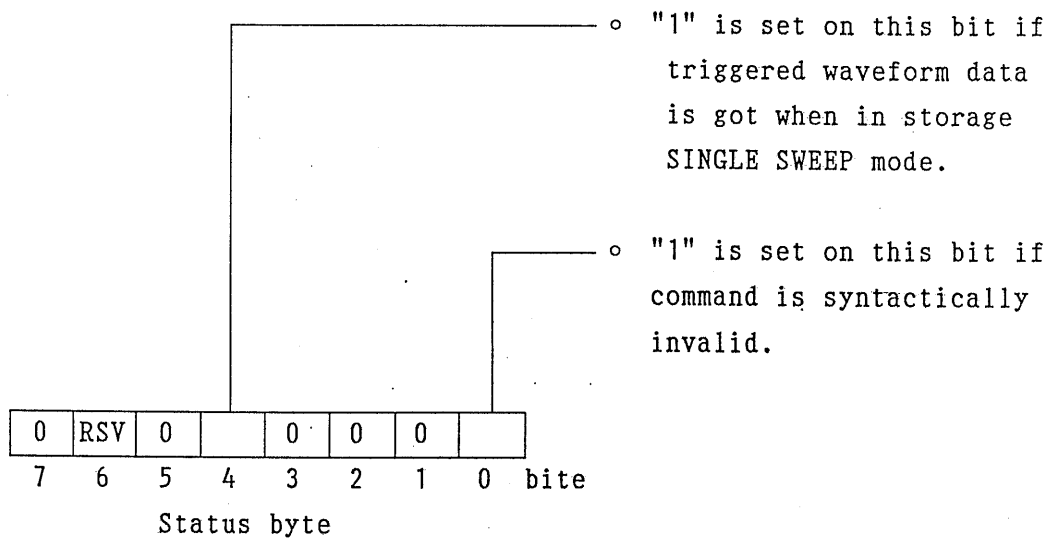 "1" is set on this bit if
triggered waveform data
is got when in storage
SINGLE SWEEP mode.
"1" is set on this bit if
command is syntactically
invalid.
0 RSV 0 0 0 0
7 6 5 4 3 2 1 0 bite
Status byte